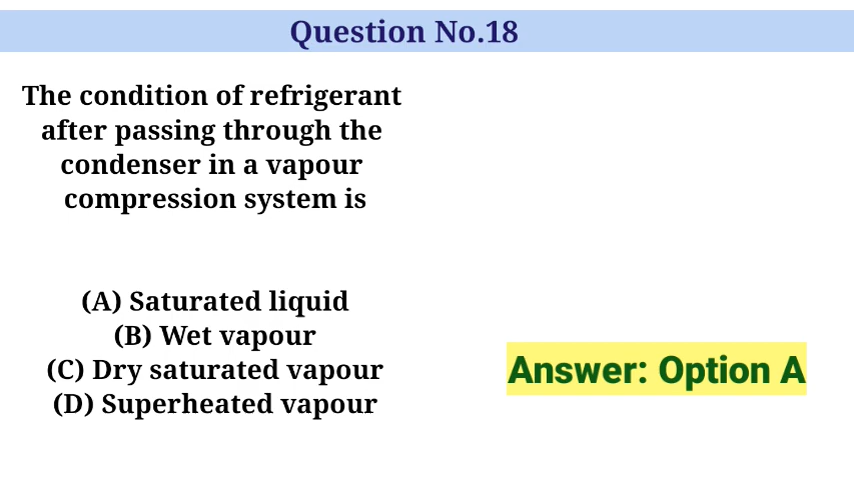 Question No.18
The condition of refrigerant
after passing through the
condenser in a vapour
compression system is
(A) Saturated liquid
(B) Wet vapour
(C) Dry saturated vapour
(D) Superheated vapour
Answer: Option A